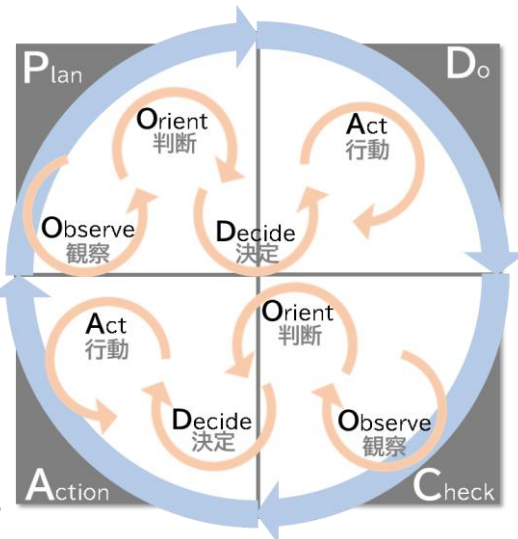 Plan
Do
Orient
判断
Act
行動
Observe
観察
Decide
決定
Act
行動
Orient
判断
Decide
決定
Observe
観察
Action
Check